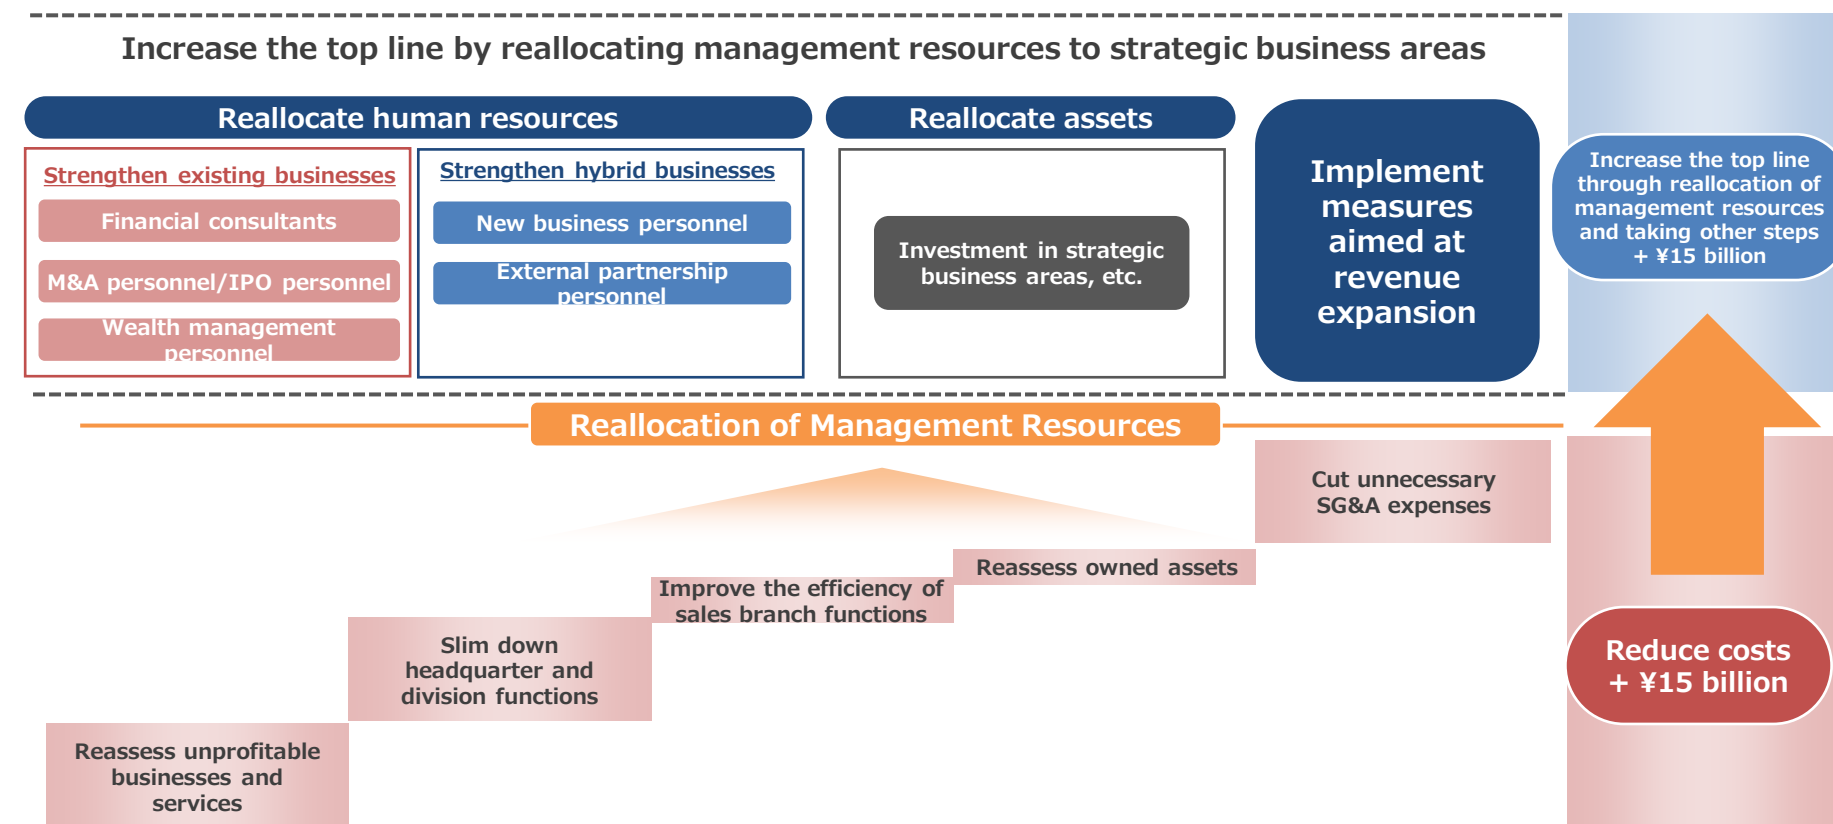 Increase the top line by reallocating management resources to strategic business areas
Reallocate human resources
Strengthen existing businesses
Financial consultants
M&A personnel/IPO personnel
Wealth management
personnel
Strengthen hybrid businesses
New business personnel
External partnership
personnel
Reallocate assets
Investment in strategic
business areas, etc.
Implement
measures
aimed at
revenue
expansion
Increase the top line
through reallocation of
management resources
and taking other steps
+ ¥15 billion
Reallocation of Management Resources
Cut unnecessary
SG&A expenses
Reassess owned assets
Improve the efficiency of
sales branch functions
Slim down
headquarter and
division functions
Reassess unprofitable
businesses and
services
Reduce costs
+ ¥15 billion